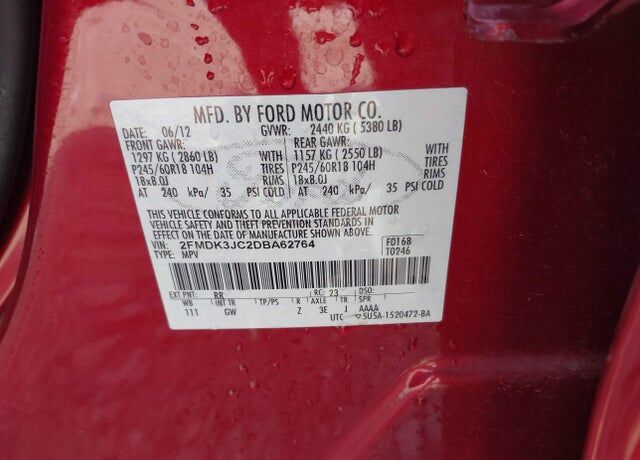 MFD. BY FORD MOTOR CO.
DATE: 06/12 GVWR: 2440 KG ( 5380 LB)
FRONT GAWR: REAR GAWR:
1297 KG ( 2860 LB) WITH 1157 KG ( 2550 LB) WITH
P245/60R18 104H TIRES P245/60R18 104H TIRES
18x8.0J RIMS 18x8.0J RIMS
AT 240 kPa/ 35 PSI COLD AT 240 kPa/ 35 PSI COLD
THIS VEHICLE CONFORMS TO ALL APPLICABLE FEDERAL MOTOR
VEHICLE SAFETY AND THEFT PREVENTION STANDARDS IN
EFFECT ON THE DATE OF MANUFACTURE SHOWN ABOVE.
VIN: 2FMDK3JC2DBA62764 F0168
TYPE: MPV T0246
EXT PNT: RR RC: 23 DSO:
WB INT TR TP/PS R AXLE TR SPR
111 GW Z 3E J AAAA
UTC ▽5U5A-1520472-BA